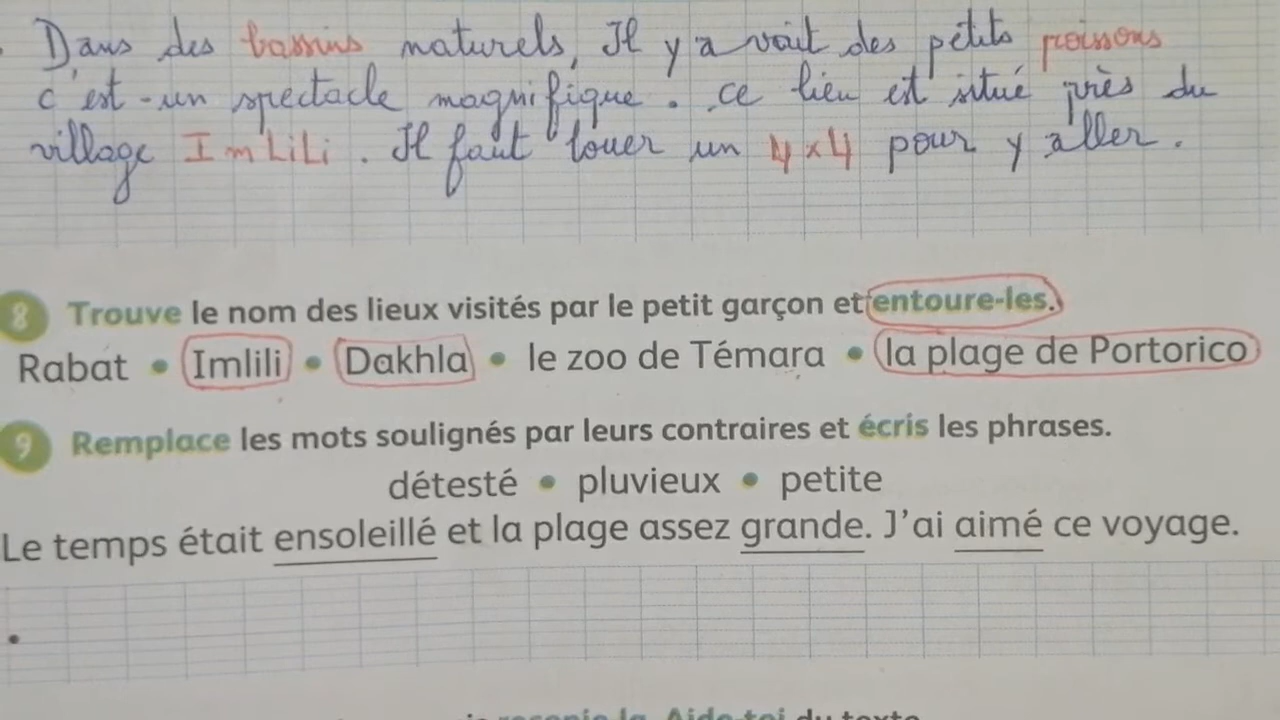 Dans des bassins naturels, Il y avait des petits poissons
c'est-un spectacle magnifique. ce lieu est situé près du
village ImLiLi. Il faut louer un 4x4 pour y aller.
8 Trouve le nom des lieux visités par le petit garçon et entoure-les.
Rabat • Imlili • Dakhla • le zoo de Témara • la plage de Portorico
9 Remplace les mots soulignés par leurs contraires et écris les phrases.
détesté • pluvieux • petite
Le temps était ensoleillé et la plage assez grande. J'ai aimé ce voyage.
Aide-toi du texte